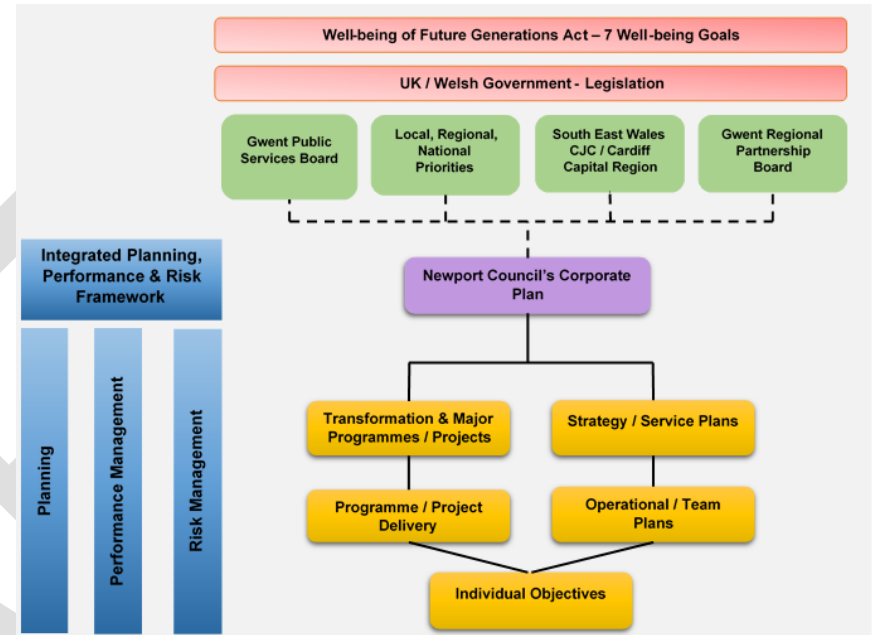 Well-being of Future Generations Act – 7 Well-being Goals
UK / Welsh Government - Legislation
Gwent Public
Services Board
Local, Regional,
National
Priorities
South East Wales
CJC / Cardiff
Capital Region
Gwent Regional
Partnership
Board
Integrated Planning,
Performance & Risk
Framework
Newport Council's Corporate
Plan
Planning
Performance Management
Risk Management
Transformation & Major
Programmes / Projects
Strategy / Service Plans
Programme / Project
Delivery
Operational / Team
Plans
Individual Objectives